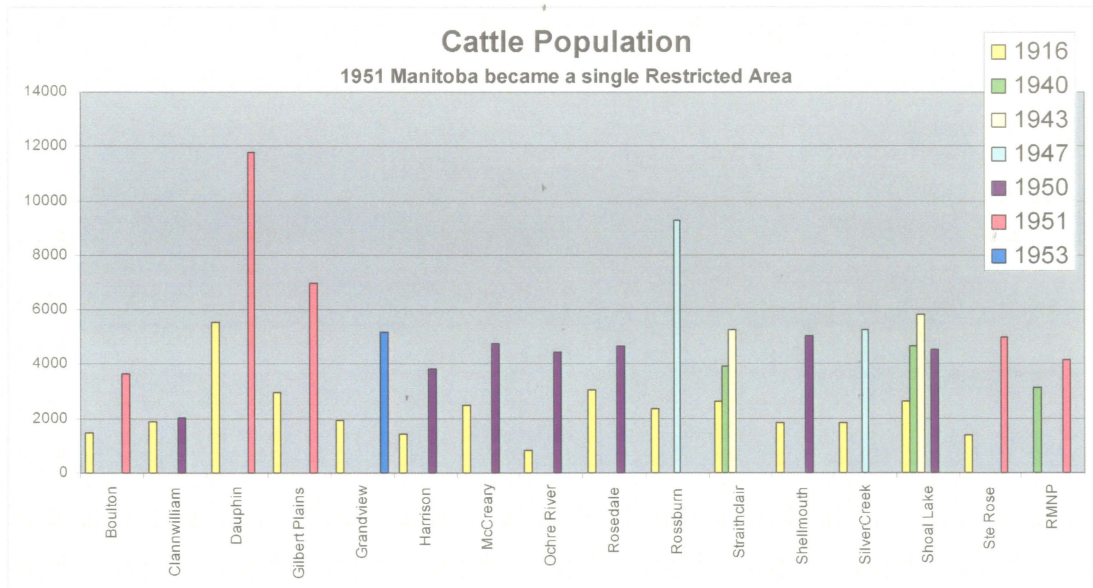 Cattle Population
1951 Manitoba became a single Restricted Area
1916
1940
1943
1947
1950
1951
1953
14000
12000
10000
8000
6000
4000
2000
0
Boulton
Clannwilliam
Dauphin
Gilbert Plains
Grandview
Harrison
McCreary
Ochre River
Rosedale
Rossburn
Straithclair
Shellmouth
SilverCreek
Shoal Lake
Ste Rose
RMNP